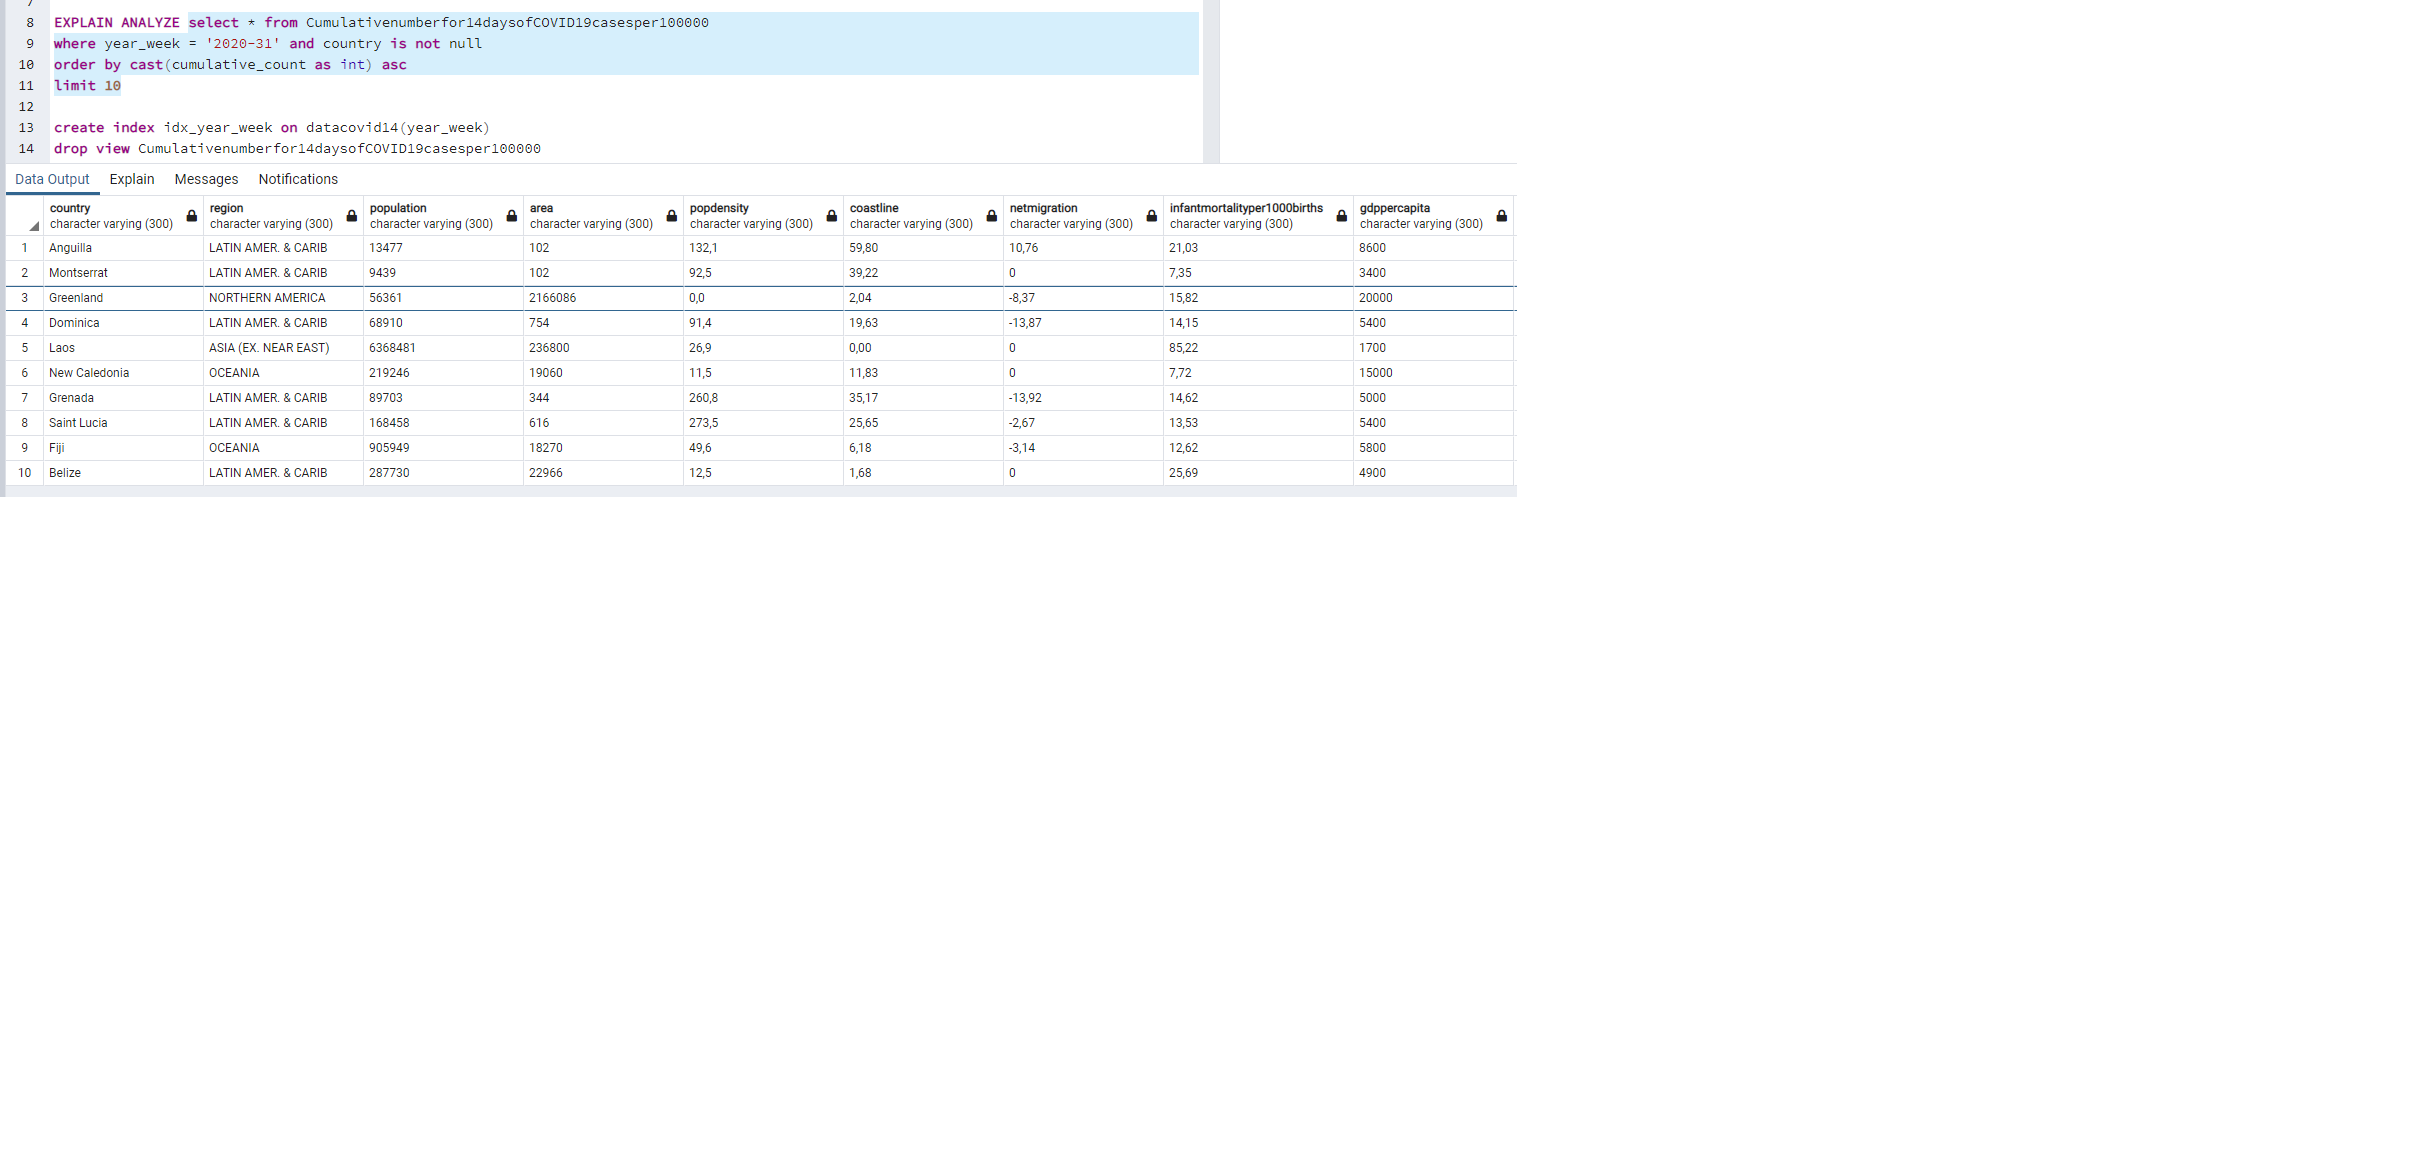 7
8 EXPLAIN ANALYZE select * from Cumulativenumberfor14daysofCOVID19casesper100000
9 where year_week = '2020-31' and country is not null
10 order by cast(cumulative_count as int) asc
11 limit 10
12
13 create index idx_year_week on datacovid14(year_week)
14 drop view Cumulativenumberfor14daysofCOVID19casesper100000
Data Output Explain Messages Notifications
country region population area popdensity coastline netmigration infantmortalityper1000births gdppercapita
character varying (300) character varying (300) character varying (300) character varying (300) character varying (300) character varying (300) character varying (300) character varying (300) character varying (300)
1 Anguilla LATIN AMER. & CARIB 13477 102 132,1 59,80 10,76 21,03 8600
2 Montserrat LATIN AMER. & CARIB 9439 102 92,5 39,22 0 7,35 3400
3 Greenland NORTHERN AMERICA 56361 2166086 0,0 2,04 -8,37 15,82 20000
4 Dominica LATIN AMER. & CARIB 68910 754 91,4 19,63 -13,87 14,15 5400
5 Laos ASIA (EX. NEAR EAST) 6368481 236800 26,9 0,00 0 85,22 1700
6 New Caledonia OCEANIA 219246 19060 11,5 11,83 0 7,72 15000
7 Grenada LATIN AMER. & CARIB 89703 344 260,8 35,17 -13,92 14,62 5000
8 Saint Lucia LATIN AMER. & CARIB 168458 616 273,5 25,65 -2,67 13,53 5400
9 Fiji OCEANIA 905949 18270 49,6 6,18 -3,14 12,62 5800
10 Belize LATIN AMER. & CARIB 287730 22966 12,5 1,68 0 25,69 4900